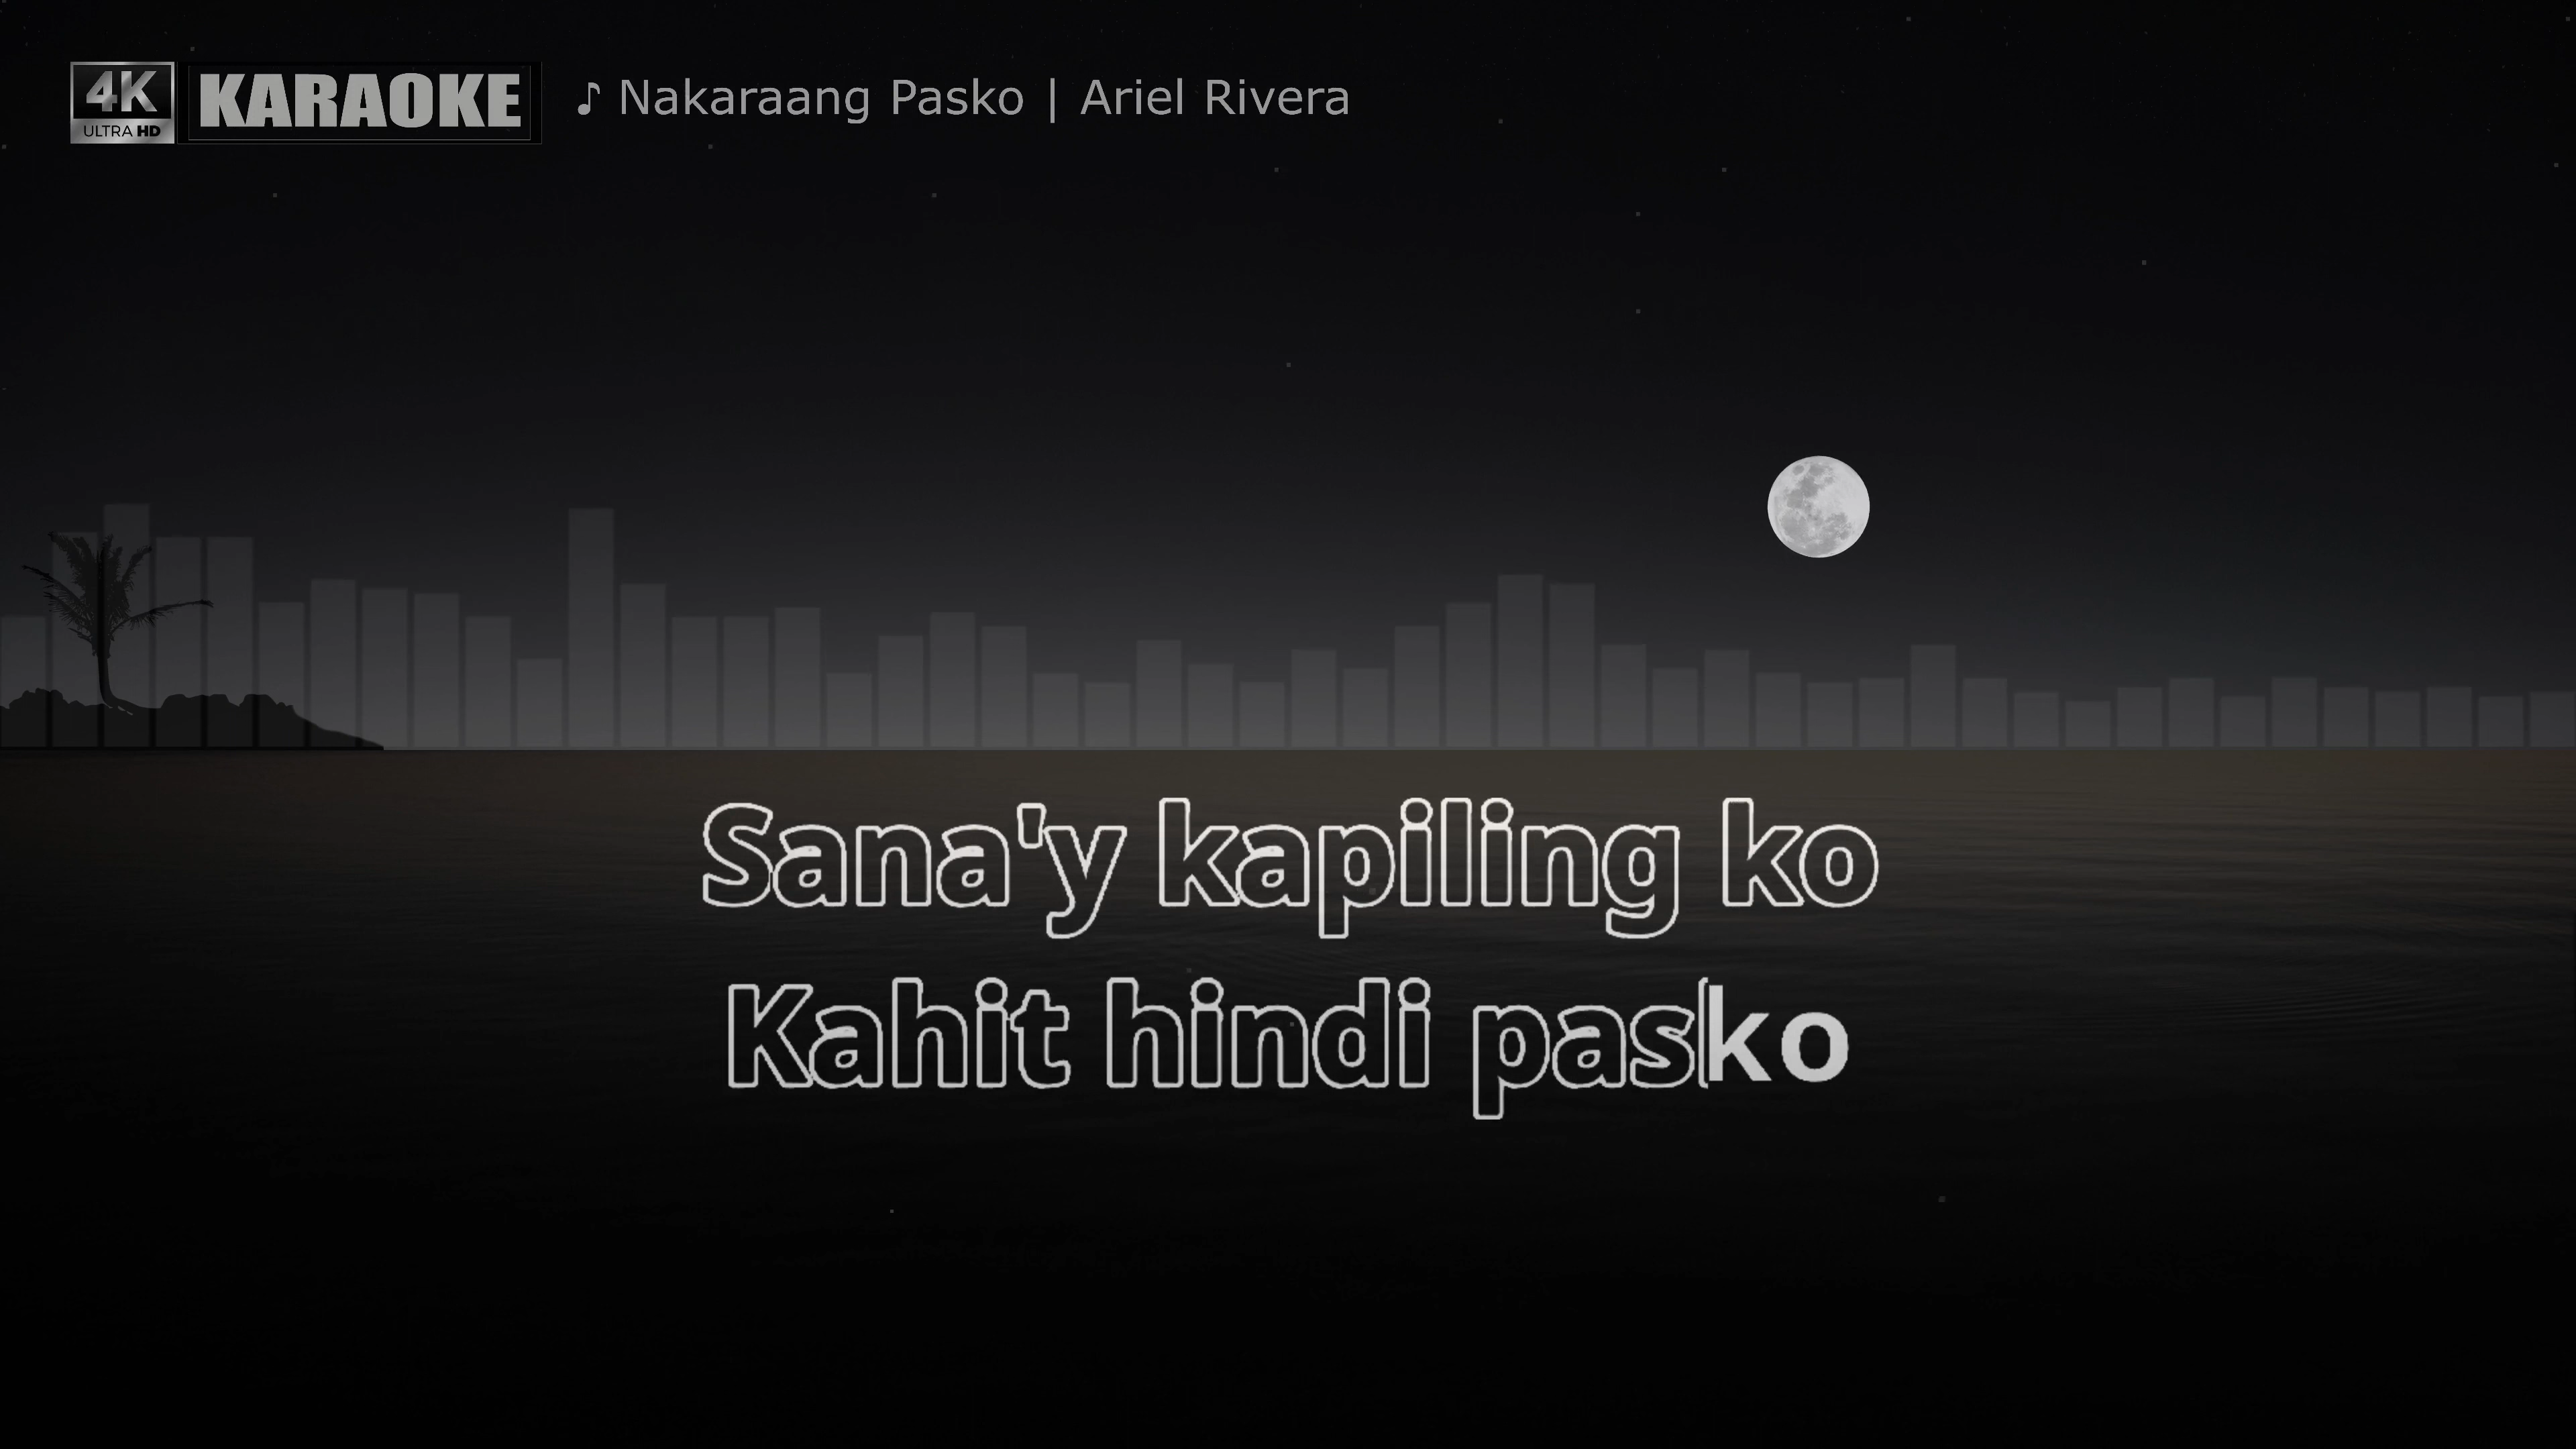 4K
ULTRA HD
KARAOKE
♪ Nakaraang Pasko | Ariel Rivera
Sana'y kapiling ko
Kahit hindi pasko